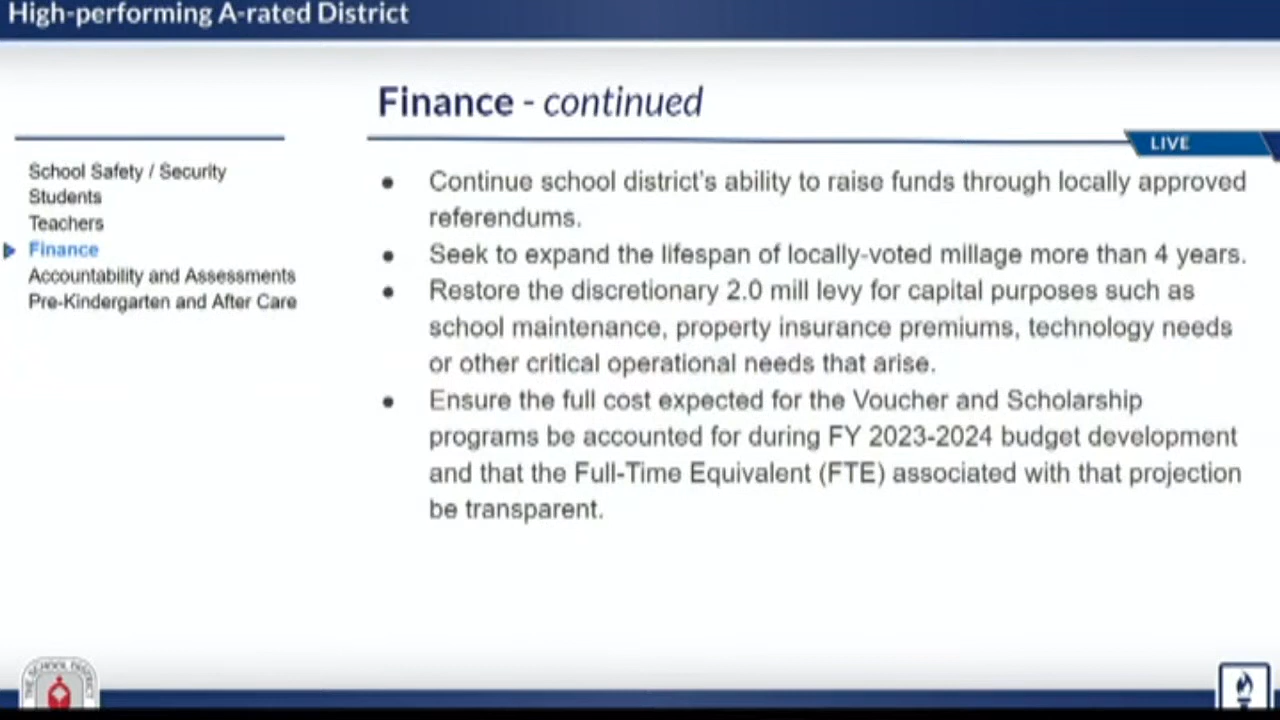 High-performing A-rated District
Finance - continued
LIVE
School Safety / Security
Students
Teachers
Finance
Accountability and Assessments
Pre-Kindergarten and After Care
● Continue school district's ability to raise funds through locally approved
referendums.
● Seek to expand the lifespan of locally-voted millage more than 4 years.
● Restore the discretionary 2.0 mill levy for capital purposes such as
school maintenance, property insurance premiums, technology needs
or other critical operational needs that arise.
● Ensure the full cost expected for the Voucher and Scholarship
programs be accounted for during FY 2023-2024 budget development
and that the Full-Time Equivalent (FTE) associated with that projection
be transparent.
THE SCHOOL DISTRICT